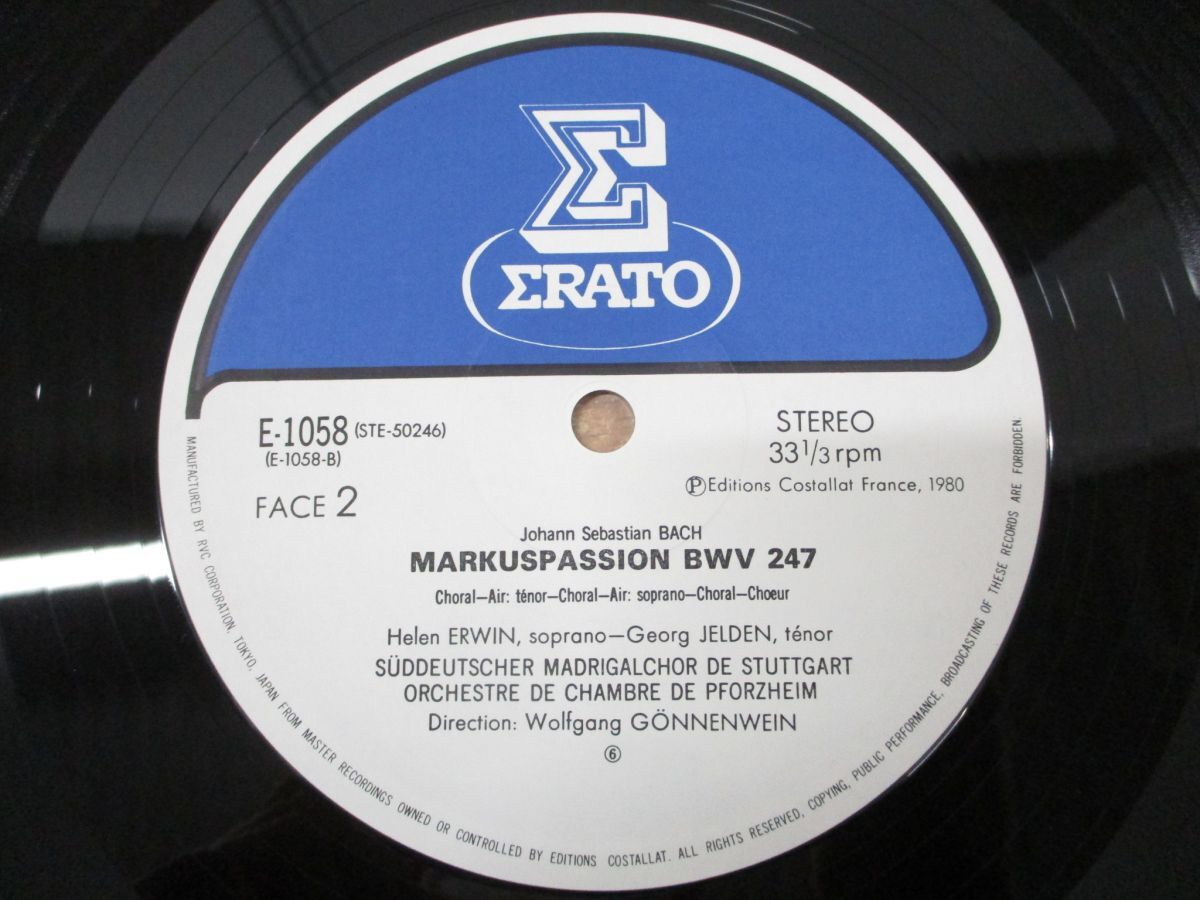 Σ
ΣRATO
E-1058 (STE-50246)
(E-1058-B)
FACE 2
STEREO
33 1/3 rpm
Ⓟ Editions Costallat France, 1980
Johann Sebastian BACH
MARKUSPASSION BWV 247
Choral—Air: ténor—Choral—Air: soprano—Choral—Chœur
Helen ERWIN, soprano—Georg JELDEN, ténor
SÜDDEUTSCHER MADRIGALCHOR DE STUTTGART
ORCHESTRE DE CHAMBRE DE PFORZHEIM
Direction: Wolfgang GÖNNENWEIN
⑥
MANUFACTURED BY RVC CORPORATION, TOKYO, JAPAN FROM MASTER RECORDINGS OWNED OR CONTROLLED BY EDITIONS COSTALLAT. ALL RIGHTS RESERVED, COPYING, PUBLIC PERFORMANCE, BROADCASTING OF THESE RECORDS ARE FORBIDDEN.